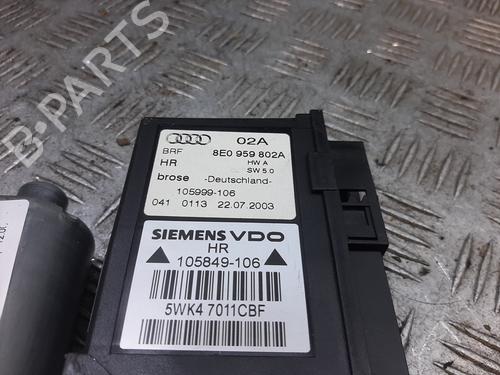 02A
BRF 8E0 959 802A
HR HW A
SW 5.0
brose -Deutschland-
105999-106
041 0113 22.07.2003
SIEMENS VDO
HR
105849-106
5WK4 7011CBF